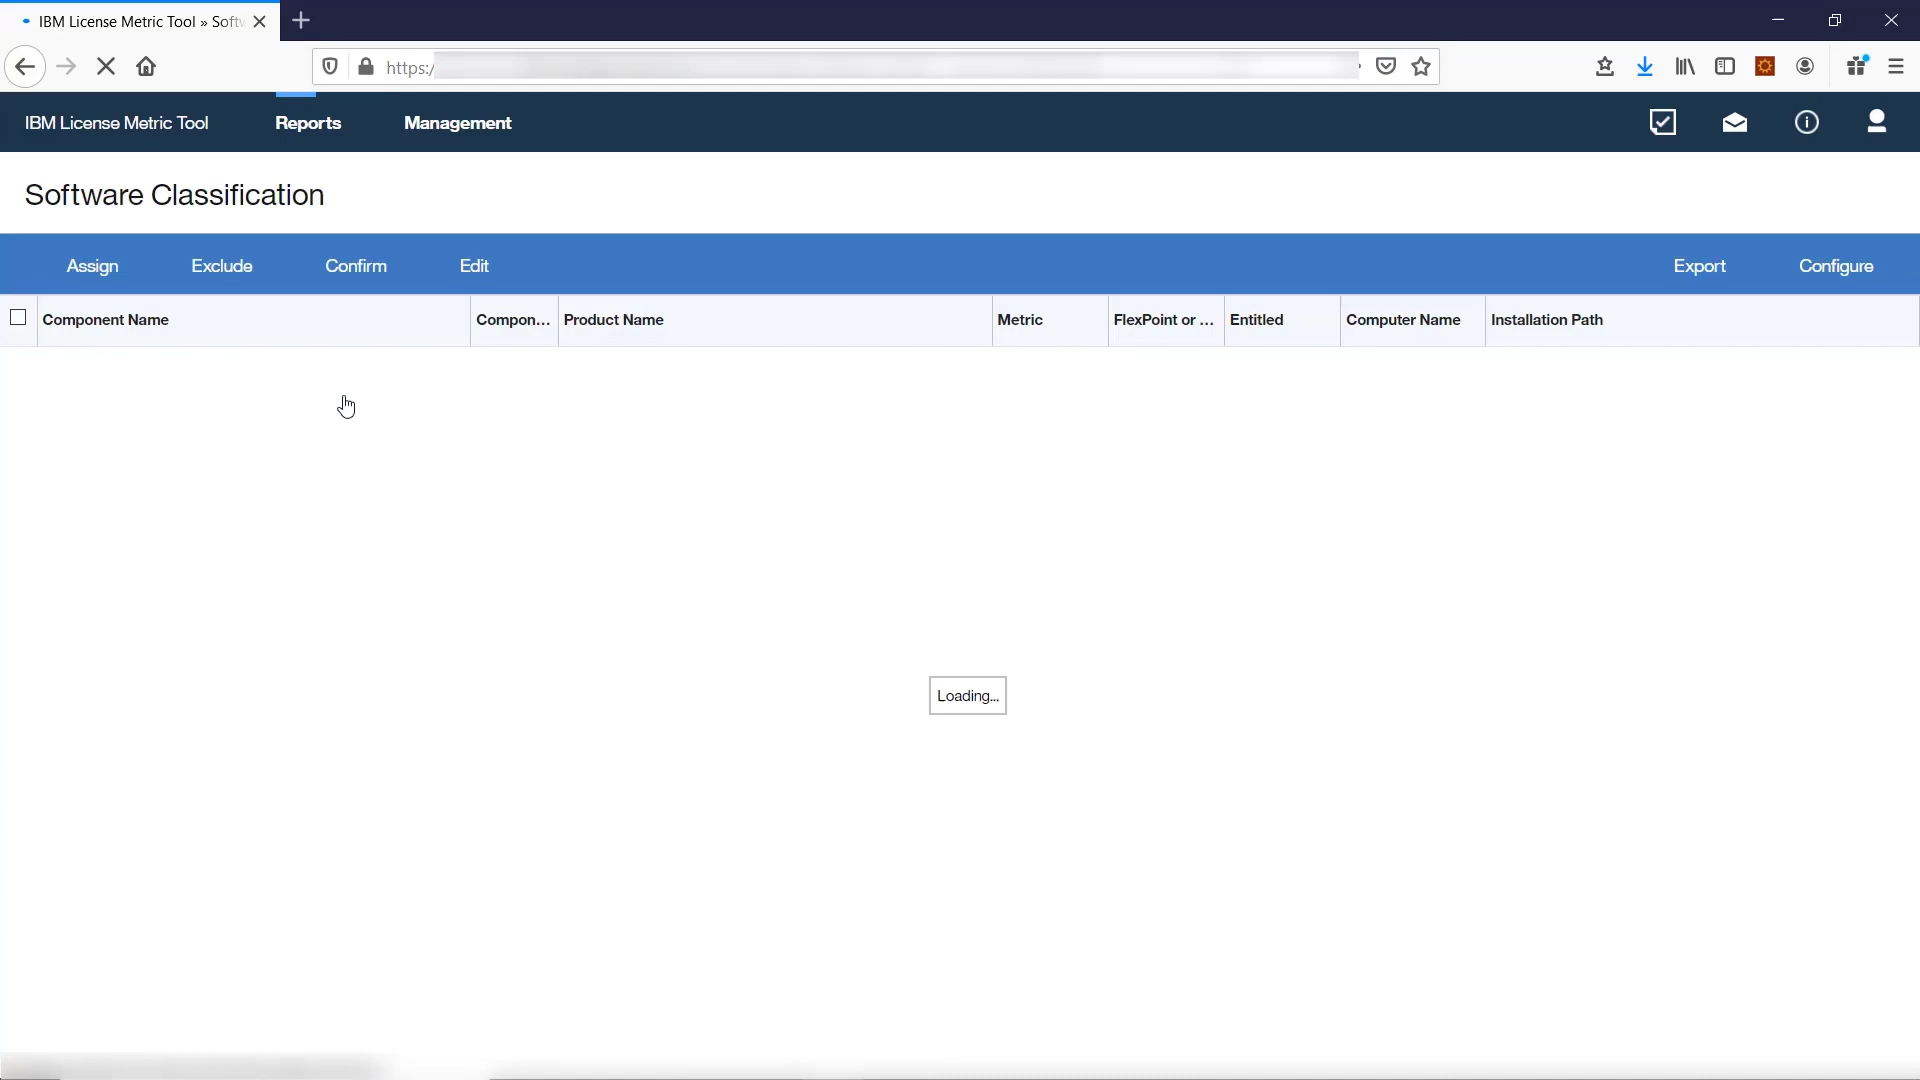 IBM License Metric Tool » Softw
https:/
IBM License Metric Tool Reports Management
Software Classification
Assign Exclude Confirm Edit Export Configure
Component Name Compon... Product Name Metric FlexPoint or ... Entitled Computer Name Installation Path
Loading...